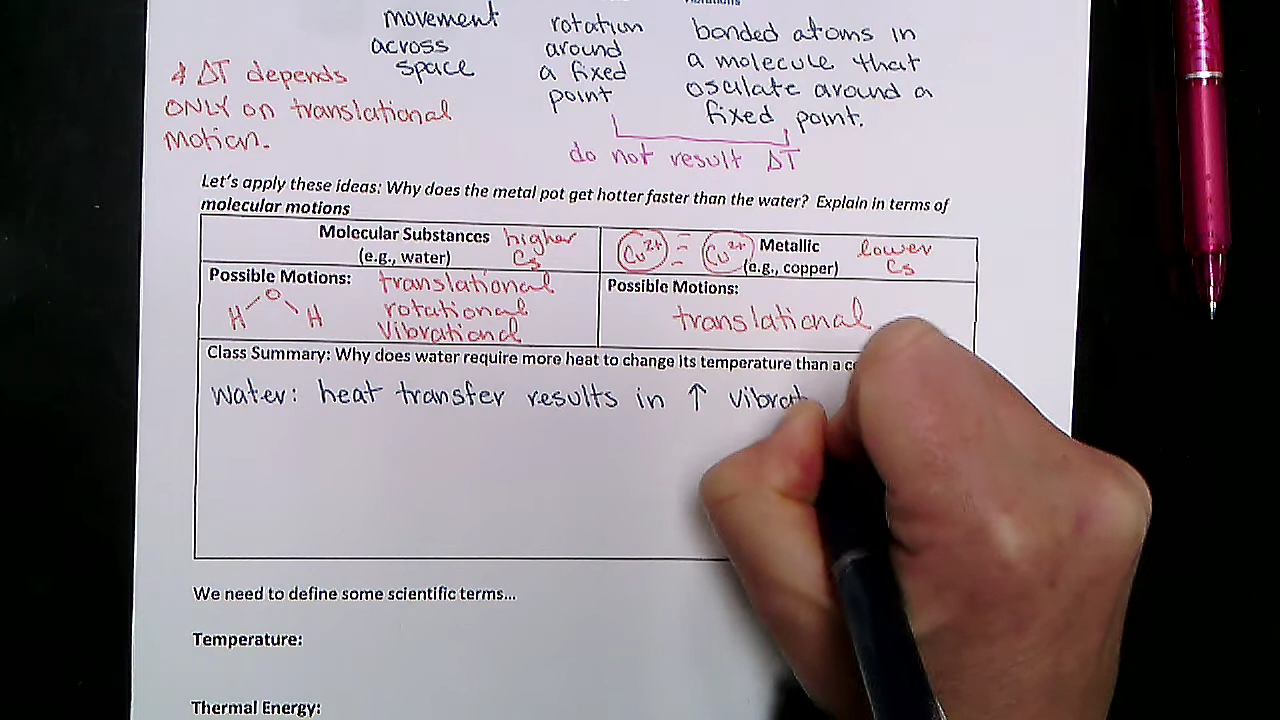 vibrations
movement
across
space
rotation
around
a fixed
point
bonded atoms in
a molecule that
osculate around a
fixed point.
ΔT depends
ONLY on translational
motion.
do not result ΔT
Let's apply these ideas: Why does the metal pot get hotter faster than the water? Explain in terms of
molecular motions
Molecular Substances higher
(e.g., water) Cs
Cu2+ Cu2+ Metallic lower
(e.g., copper) Cs
Possible Motions: translational
H O H rotational
vibrational
Possible Motions:
translational
Class Summary: Why does water require more heat to change its temperature than a
Water: heat transfer results in ↑ vibrat
We need to define some scientific terms...
Temperature:
Thermal Energy: